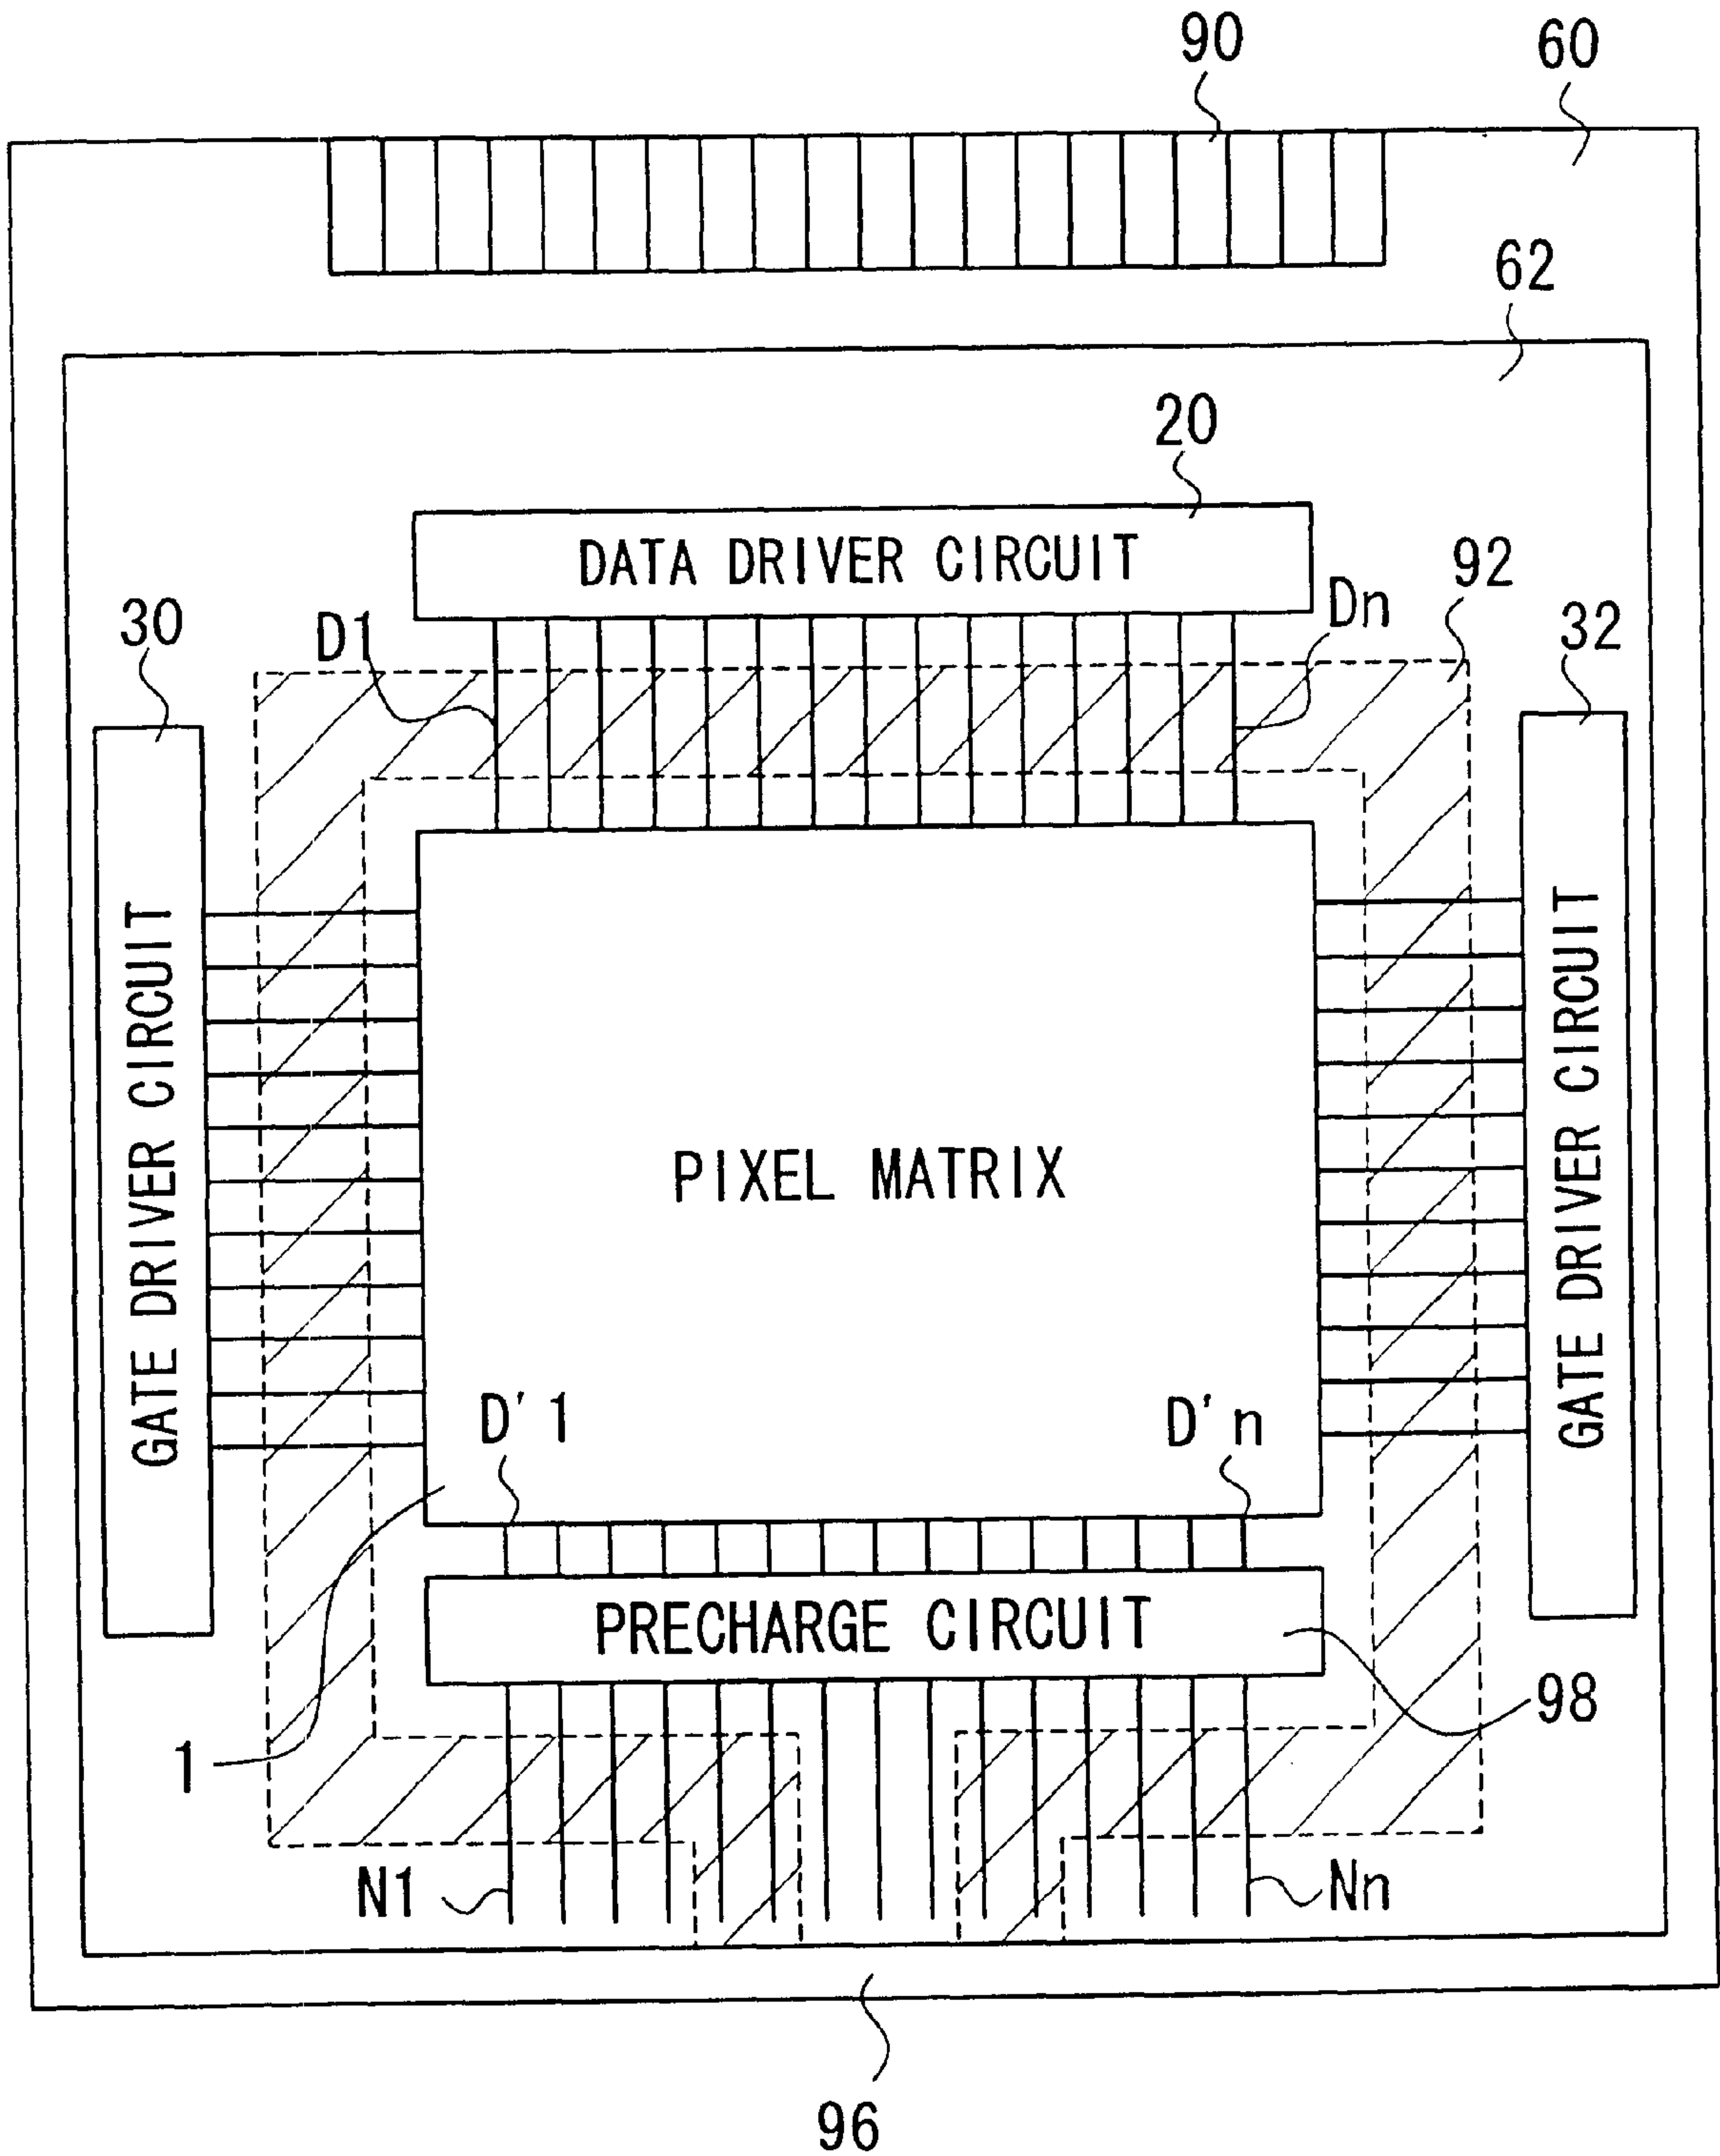 90
60
62
20
DATA DRIVER CIRCUIT
92
D1
Dn
30
32
GATE DRIVER CIRCUIT
GATE DRIVER CIRCUIT
PIXEL MATRIX
D'1
D'n
PRECHARGE CIRCUIT
98
1
N1
Nn
96